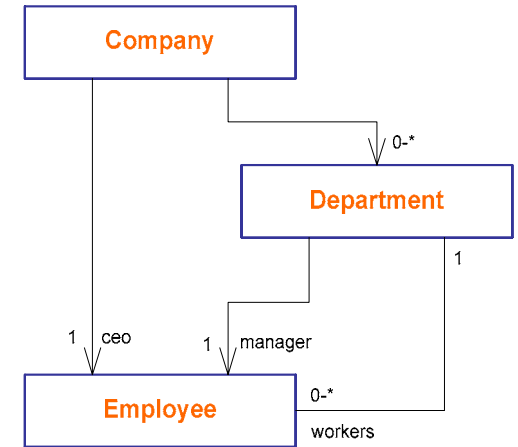 Company
0-*
Department
1
1 ceo
1 manager
Employee
0-*
workers